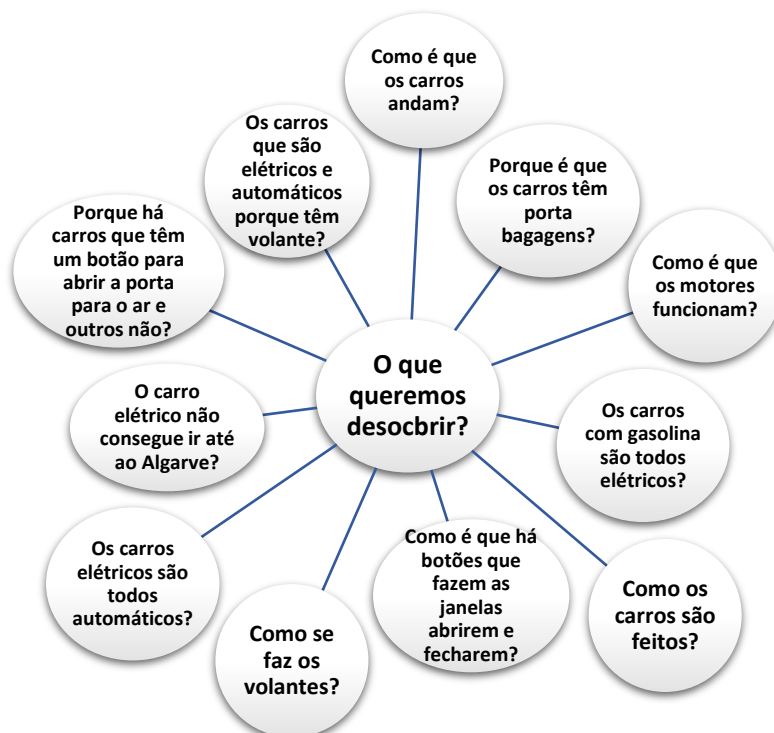 Como é que
os carros
andam?
Os carros
que são
elétricos e
automáticos
porque têm
volante?
Porque é que
os carros têm
porta
bagagens?
Porque há
carros que têm
um botão para
abrir a porta
para o ar e
outros não?
Como é que
os motores
funcionam?
O que
queremos
desocbrir?
O carro
elétrico não
consegue ir até
ao Algarve?
Os carros
com gasolina
são todos
elétricos?
Os carros
elétricos são
todos
automáticos?
Como se
faz os
volantes?
Como é que há
botões que
fazem as
janelas
abrirem e
fecharem?
Como os
carros são
feitos?